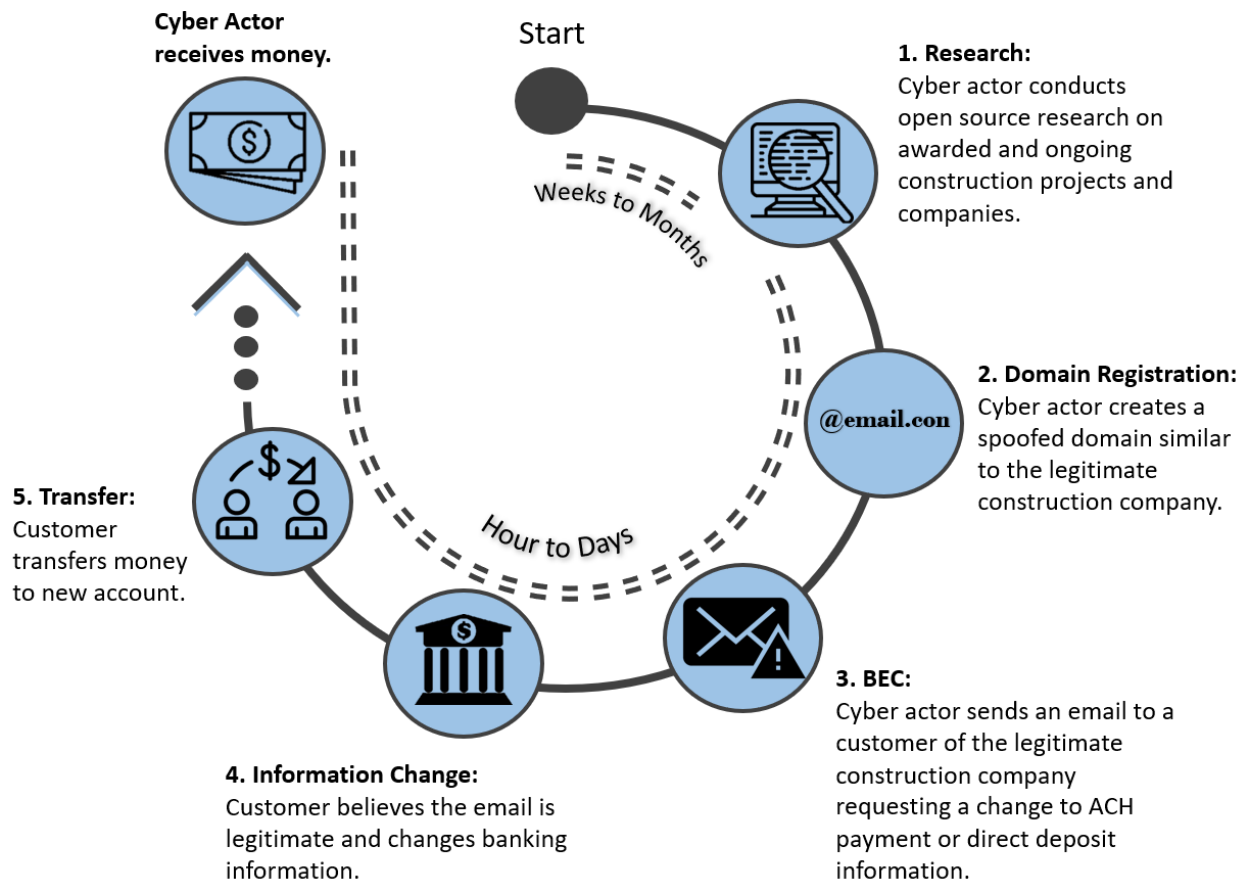 Cyber Actor
receives money.
Start
Weeks to Months
1. Research:
Cyber actor conducts
open source research on
awarded and ongoing
construction projects and
companies.
@email.con
2. Domain Registration:
Cyber actor creates a
spoofed domain similar
to the legitimate
construction company.
Hour to Days
3. BEC:
Cyber actor sends an email to a
customer of the legitimate
construction company
requesting a change to ACH
payment or direct deposit
information.
4. Information Change:
Customer believes the email is
legitimate and changes banking
information.
5. Transfer:
Customer
transfers money
to new account.
$
$
$
!